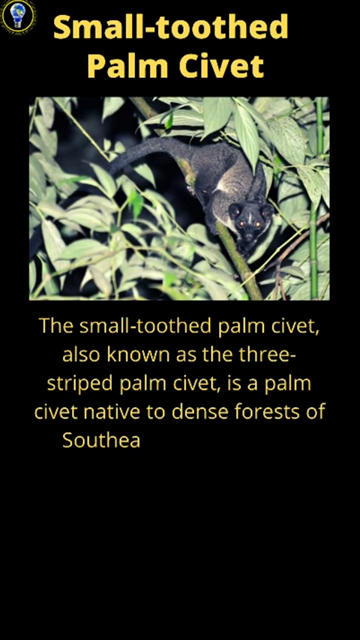 Small-toothed
Palm Civet
The small-toothed palm civet,
also known as the three-
striped palm civet, is a palm
civet native to dense forests of
Southea